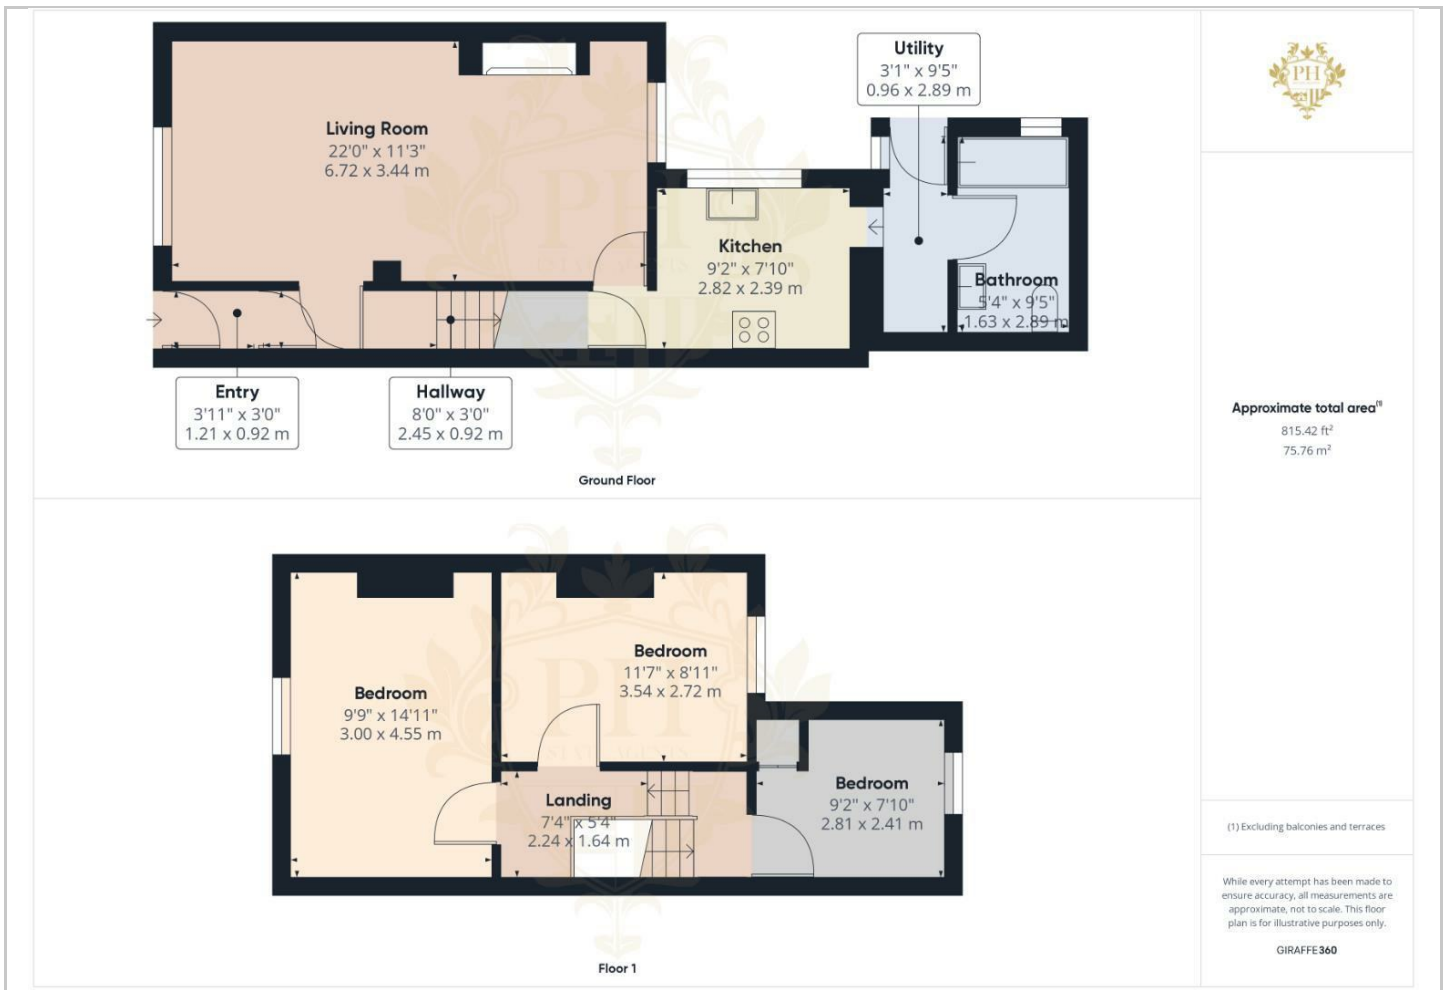 Living Room
22'0" x 11'3"
6.72 x 3.44 m
Utility
3'1" x 9'5"
0.96 x 2.89 m
Kitchen
9'2" x 7'10"
2.82 x 2.39 m
Bathroom
5'4" x 9'5"
1.63 x 2.89 m
Entry
3'11" x 3'0"
1.21 x 0.92 m
Hallway
8'0" x 3'0"
2.45 x 0.92 m
Ground Floor
Bedroom
9'9" x 14'11"
3.00 x 4.55 m
Bedroom
11'7" x 8'11"
3.54 x 2.72 m
Landing
7'4" x 5'4"
2.24 x 1.64 m
Bedroom
9'2" x 7'10"
2.81 x 2.41 m
Floor 1
PH
PH
ESTATE AGENTS
PH
ESTATE AGENTS
Approximate total area(1)
815.42 ft²
75.76 m²
(1) Excluding balconies and terraces
While every attempt has been made to
ensure accuracy, all measurements are
approximate, not to scale. This floor
plan is for illustrative purposes only.
GIRAFFE360